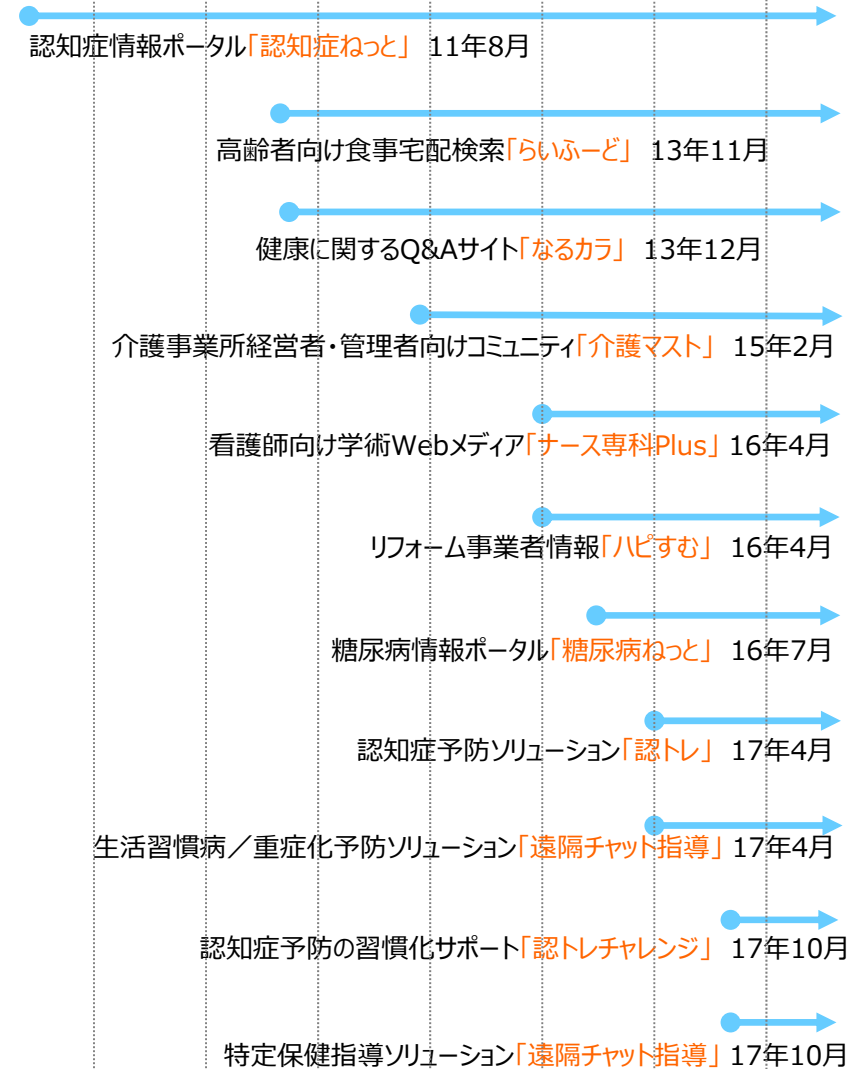 認知症情報ポータル「認知症ねっと」 11年8月
高齢者向け食事宅配検索「らいふーど」 13年11月
健康に関するQ&Aサイト「なるカラ」 13年12月
介護事業所経営者・管理者向けコミュニティ「介護マスト」 15年2月
看護師向け学術Webメディア「ナース専科Plus」 16年4月
リフォーム事業者情報「ハピすむ」 16年4月
糖尿病情報ポータル「糖尿病ねっと」 16年7月
認知症予防ソリューション「認トレ」 17年4月
生活習慣病／重症化予防ソリューション「遠隔チャット指導」 17年4月
認知症予防の習慣化サポート「認トレチャレンジ」 17年10月
特定保健指導ソリューション「遠隔チャット指導」 17年10月